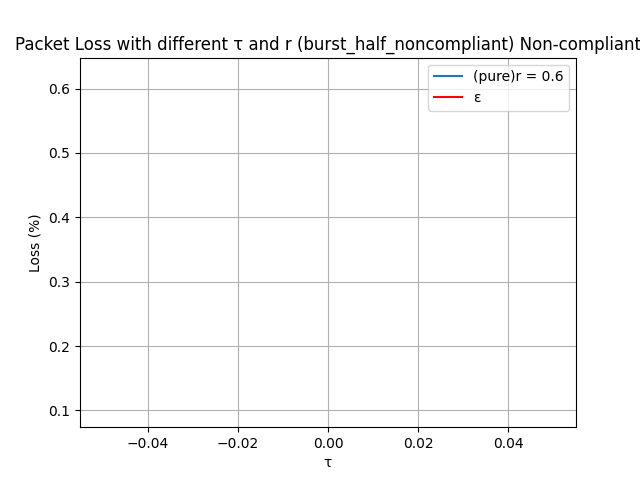 Packet Loss with different τ and r (burst_half_noncompliant) Non-compliant
(pure)r = 0.6
ε
0.6
0.5
0.4
0.3
0.2
0.1
Loss (%)
−0.04
−0.02
0.00
0.02
0.04
τ